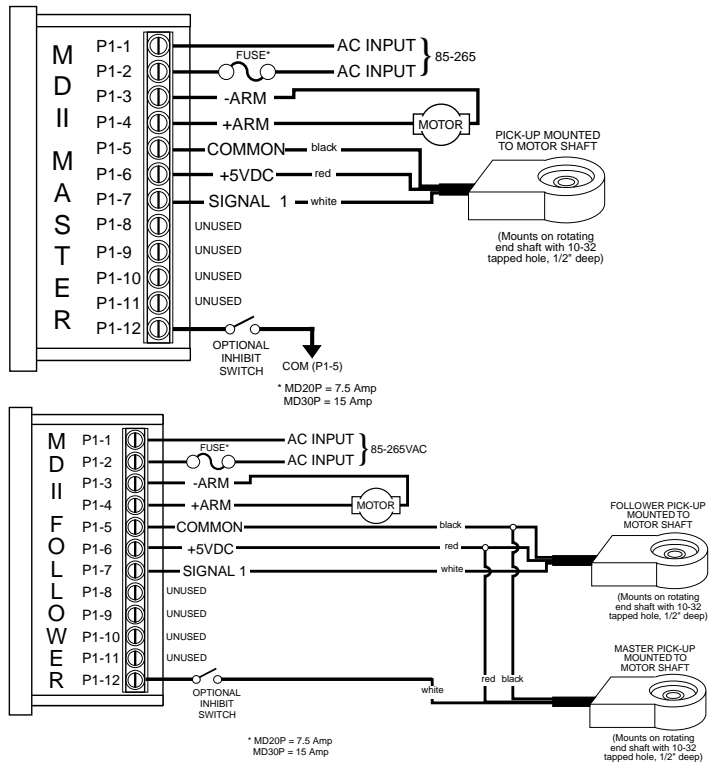 MDII MASTER
P1-1 AC INPUT
85-265
P1-2 FUSE* AC INPUT
P1-3 -ARM
P1-4 +ARM MOTOR
P1-5 COMMON black
P1-6 +5VDC red
P1-7 SIGNAL 1 white
P1-8 UNUSED
P1-9 UNUSED
P1-10 UNUSED
P1-11 UNUSED
P1-12
OPTIONAL
INHIBIT
SWITCH
COM (P1-5)
* MD20P = 7.5 Amp
MD30P = 15 Amp
PICK-UP MOUNTED
TO MOTOR SHAFT
(Mounts on rotating
end shaft with 10-32
tapped hole, 1/2" deep)
MDII FOLLOWER
P1-1 AC INPUT
85-265VAC
P1-2 FUSE* AC INPUT
P1-3 -ARM
P1-4 +ARM MOTOR
P1-5 COMMON black
P1-6 +5VDC red
P1-7 SIGNAL 1 white
P1-8 UNUSED
P1-9 UNUSED
P1-10 UNUSED
P1-11 UNUSED
P1-12
OPTIONAL
INHIBIT
SWITCH
white
red black
* MD20P = 7.5 Amp
MD30P = 15 Amp
FOLLOWER PICK-UP
MOUNTED TO
MOTOR SHAFT
(Mounts on rotating
end shaft with 10-32
tapped hole, 1/2" deep)
MASTER PICK-UP
MOUNTED TO
MOTOR SHAFT
(Mounts on rotating
end shaft with 10-32
tapped hole, 1/2" deep)